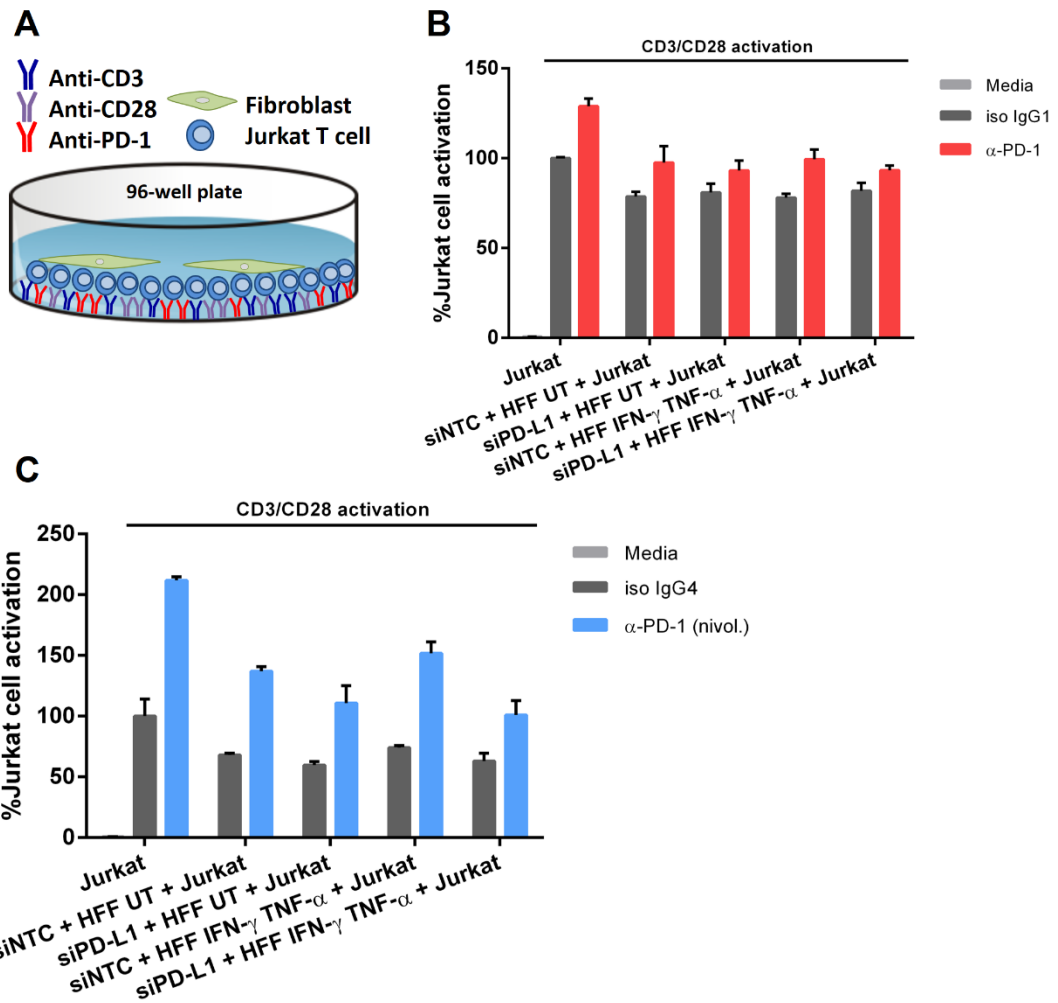 A
Anti-CD3
Anti-CD28
Anti-PD-1
Fibroblast
Jurkat T cell
96-well plate
B
CD3/CD28 activation
%Jurkat cell activation
150
100
50
0
Jurkat
siNTC + HFF UT + Jurkat
siPD-L1 + HFF UT + Jurkat
siNTC + HFF IFN-γ TNF-α + Jurkat
siPD-L1 + HFF IFN-γ TNF-α + Jurkat
Media
iso IgG1
α-PD-1
C
CD3/CD28 activation
%Jurkat cell activation
250
200
150
100
50
0
Jurkat
siNTC + HFF UT + Jurkat
siPD-L1 + HFF UT + Jurkat
siNTC + HFF IFN-γ TNF-α + Jurkat
siPD-L1 + HFF IFN-γ TNF-α + Jurkat
Media
iso IgG4
α-PD-1 (nivol.)